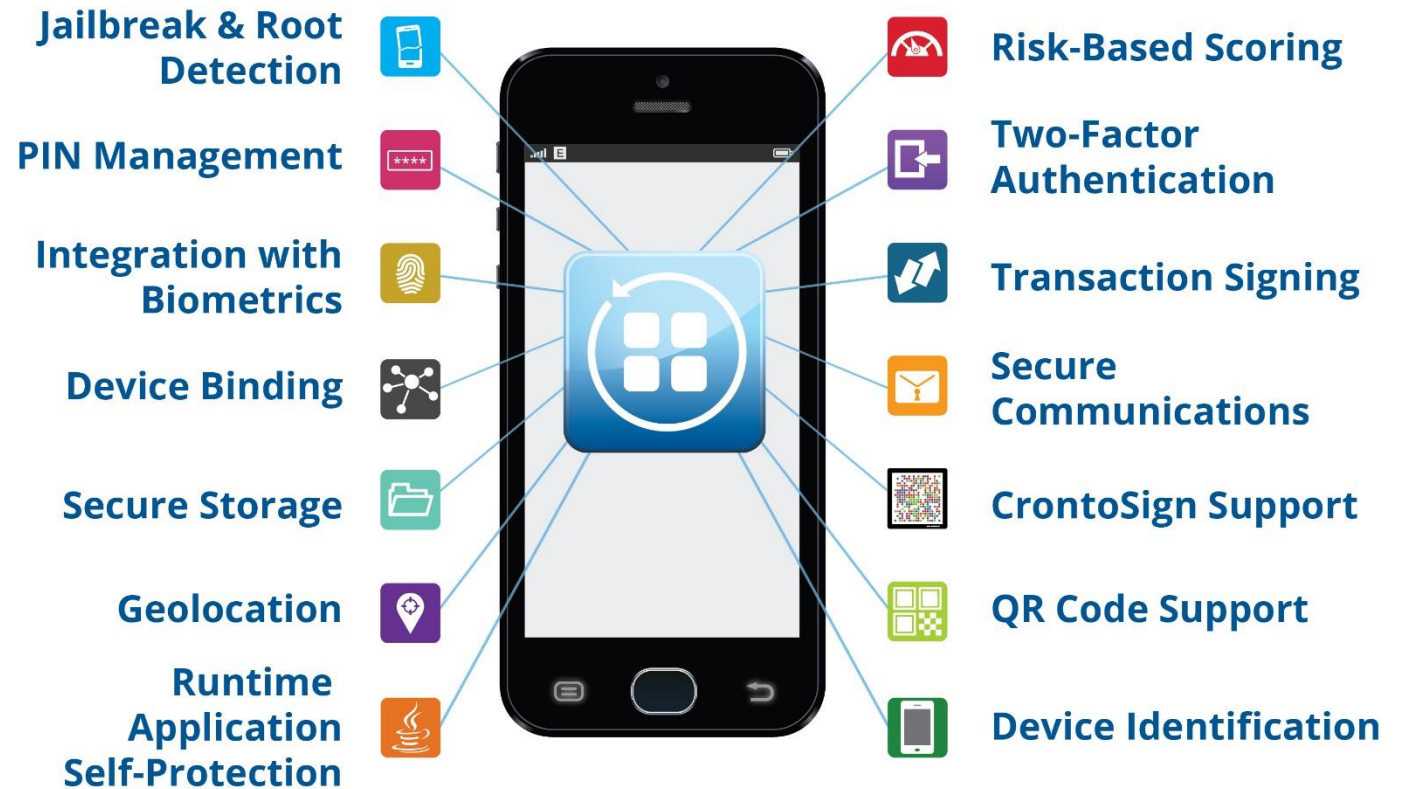 Jailbreak & Root
Detection
PIN Management
****
Integration with
Biometrics
Device Binding
Secure Storage
Geolocation
Runtime
Application
Self-Protection
E
Risk-Based Scoring
Two-Factor
Authentication
Transaction Signing
Secure
Communications
CrontoSign Support
QR Code Support
Device Identification